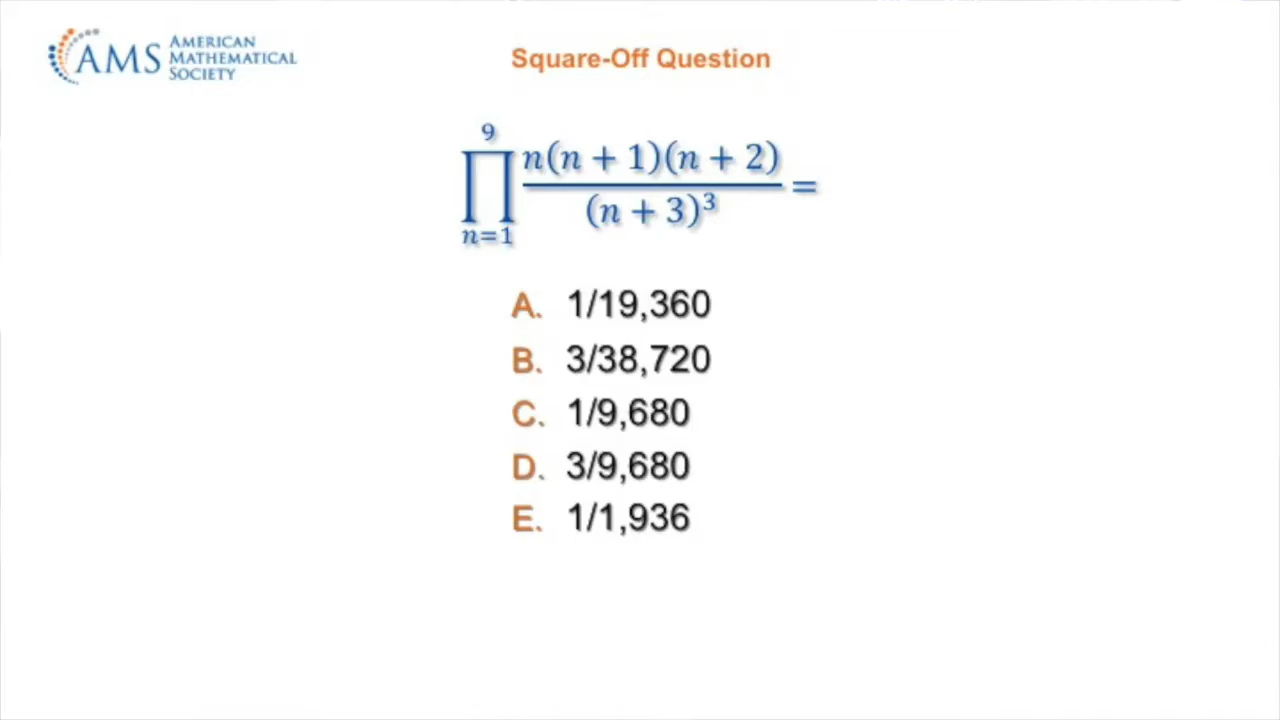 AMERICAN
AMS MATHEMATICAL
SOCIETY
Square-Off Question
9
∏ n(n + 1)(n + 2) / (n + 3)³ =
n=1
A. 1/19,360
B. 3/38,720
C. 1/9,680
D. 3/9,680
E. 1/1,936